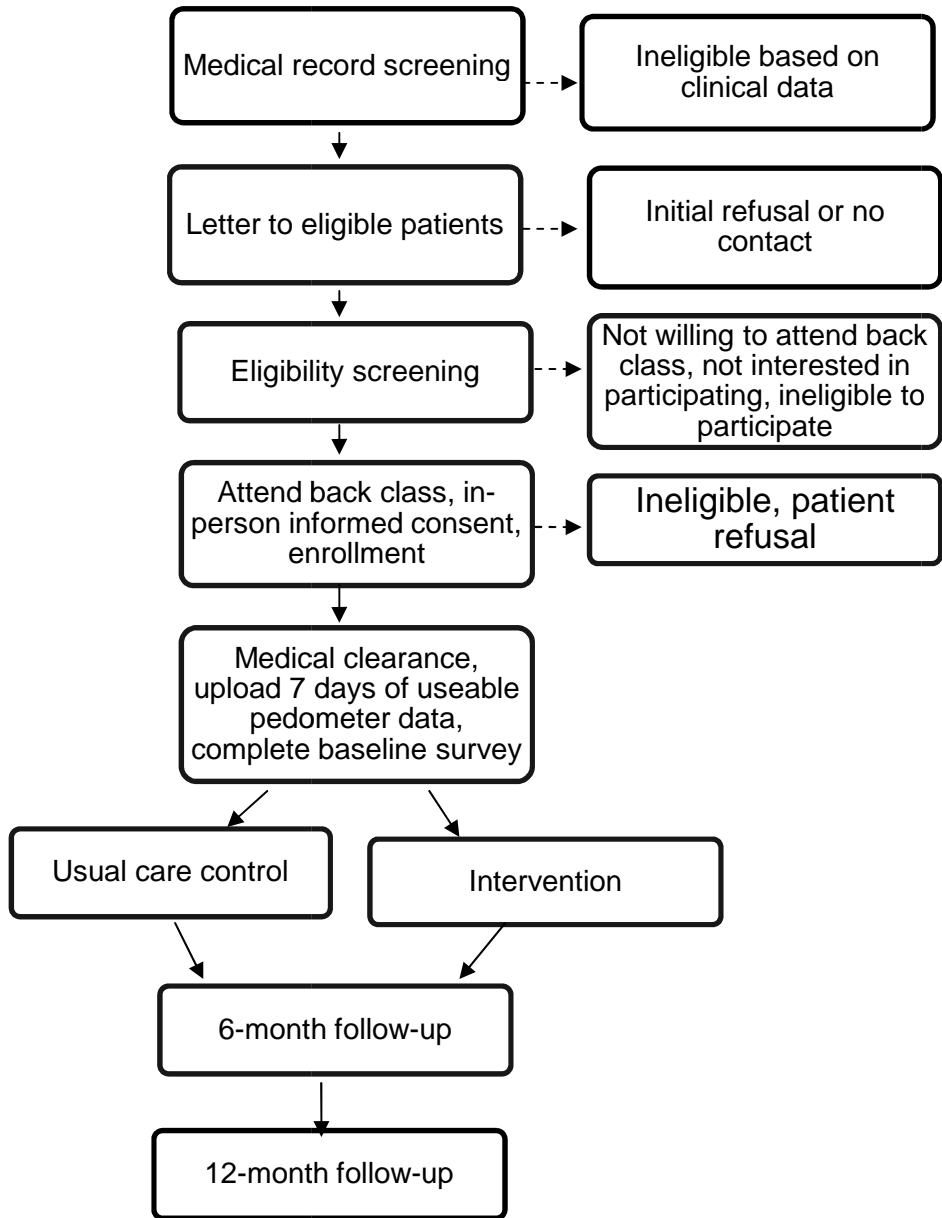 Medical record screening
Ineligible based on
clinical data
Letter to eligible patients
Initial refusal or no
contact
Eligibility screening
Not willing to attend back
class, not interested in
participating, ineligible to
participate
Attend back class, in-
person informed consent,
enrollment
Ineligible, patient
refusal
Medical clearance,
upload 7 days of useable
pedometer data,
complete baseline survey
Usual care control
Intervention
6-month follow-up
12-month follow-up